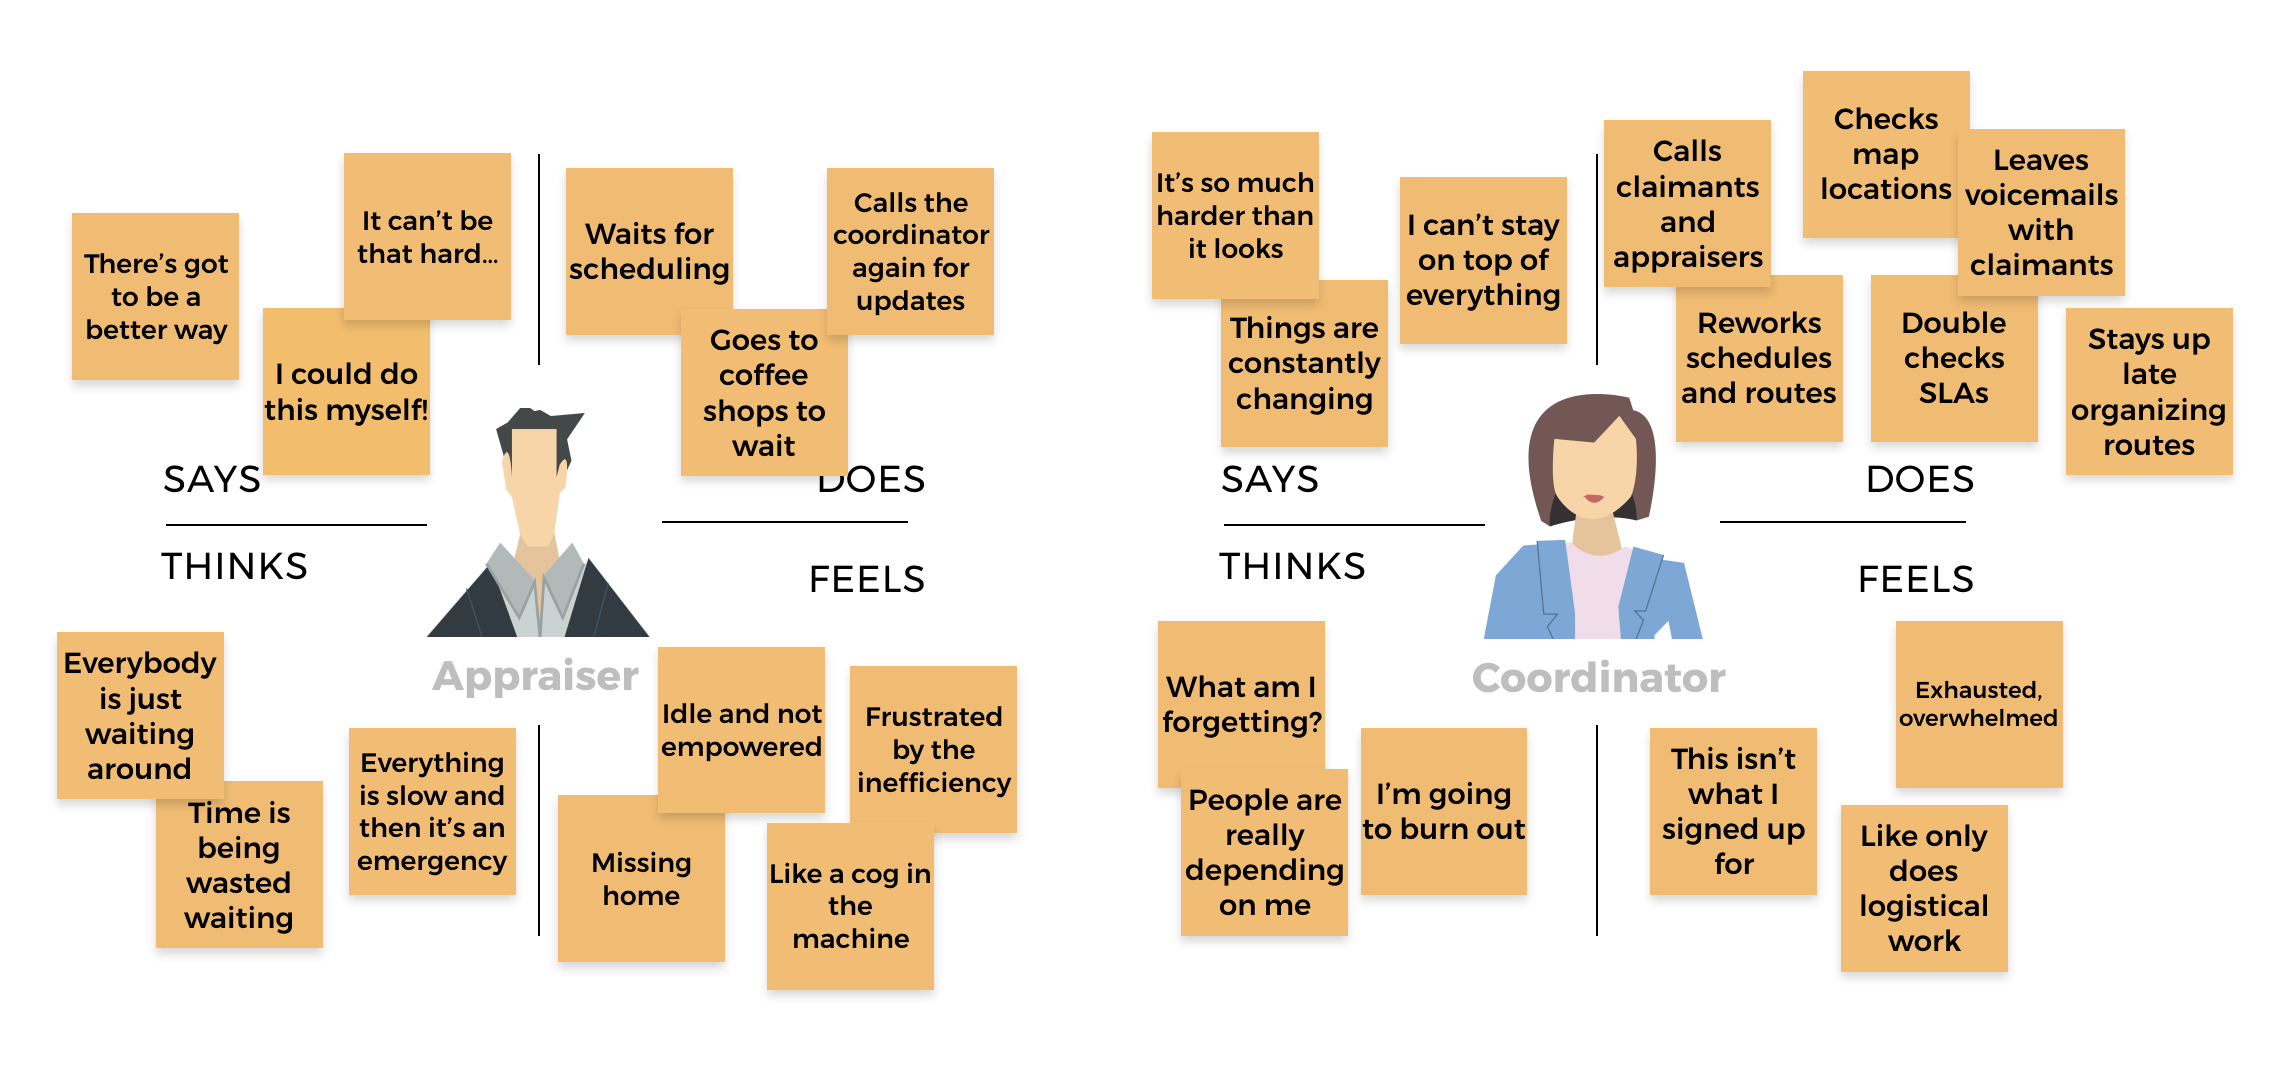 There’s got
to be a
better way
It can’t be
that hard...
I could do
this myself!
SAYS
Waits for
scheduling
Calls the
coordinator
again for
updates
Goes to
coffee
shops to
wait
DOES
THINKS
Everybody
is just
waiting
around
Time is
being
wasted
waiting
Everything
is slow and
then it’s an
emergency
FEELS
Appraiser
Idle and not
empowered
Frustrated
by the
inefficiency
Missing
home
Like a cog in
the
machine
It’s so much
harder than
it looks
I can’t stay
on top of
everything
Things are
constantly
changing
SAYS
Calls
claimants
and
appraisers
Checks
map
locations
Leaves
voicemails
with
claimants
Reworks
schedules
and routes
Double
checks
SLAs
Stays up
late
organizing
routes
DOES
THINKS
What am I
forgetting?
People are
really
depending
on me
I’m going
to burn out
FEELS
Coordinator
Exhausted,
overwhelmed
This isn’t
what I
signed up
for
Like only
does
logistical
work